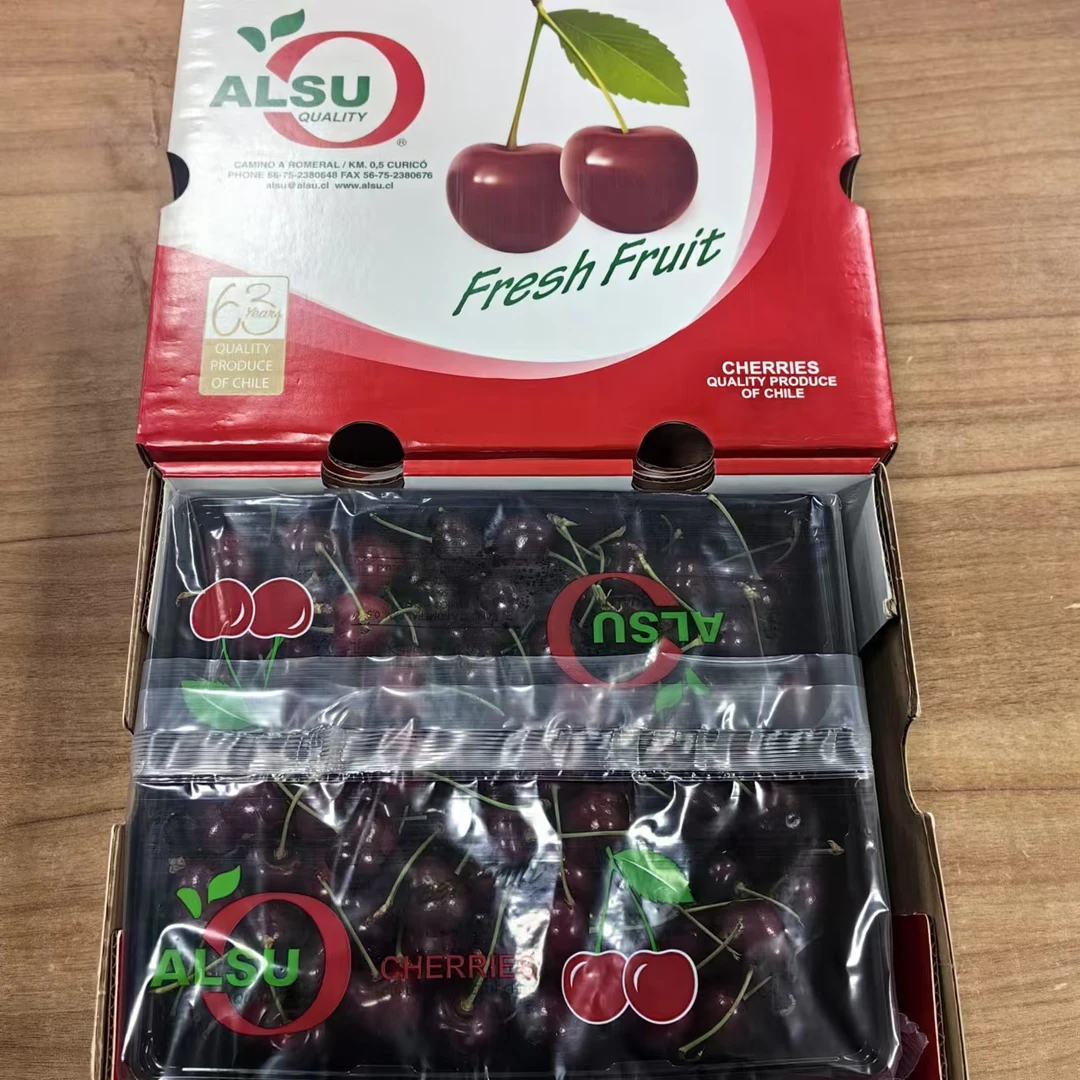 ALSU
QUALITY
®
CAMINO A ROMERAL / KM. 0,5 CURICÓ
PHONE 56-75-2380648 FAX 56-75-2380676
alsu@alsu.cl www.alsu.cl
Fresh Fruit
63
Years
QUALITY
PRODUCE
OF CHILE
CHERRIES
QUALITY PRODUCE
OF CHILE
ALSU
ALSU
CHERRIES